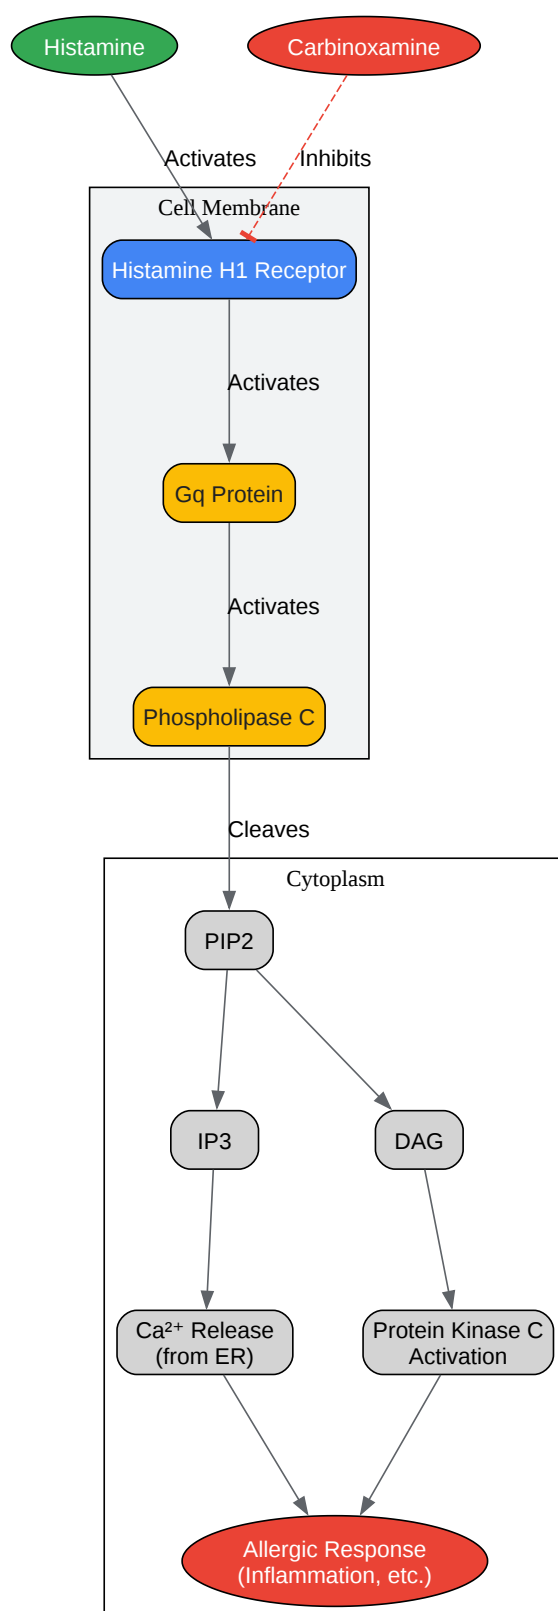 Histamine
Carbinoxamine
Activates
Inhibits
Cell Membrane
Histamine H1 Receptor
Activates
Gq Protein
Activates
Phospholipase C
Cleaves
Cytoplasm
PIP2
IP3
DAG
Ca²⁺ Release
(from ER)
Protein Kinase C
Activation
Allergic Response
(Inflammation, etc.)